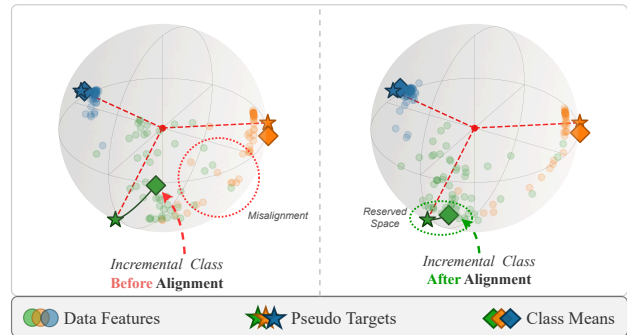 Misalignment
Incremental Class
Before Alignment
Reserved
Space
Incremental Class
After Alignment
Data Features
Pseudo Targets
Class Means